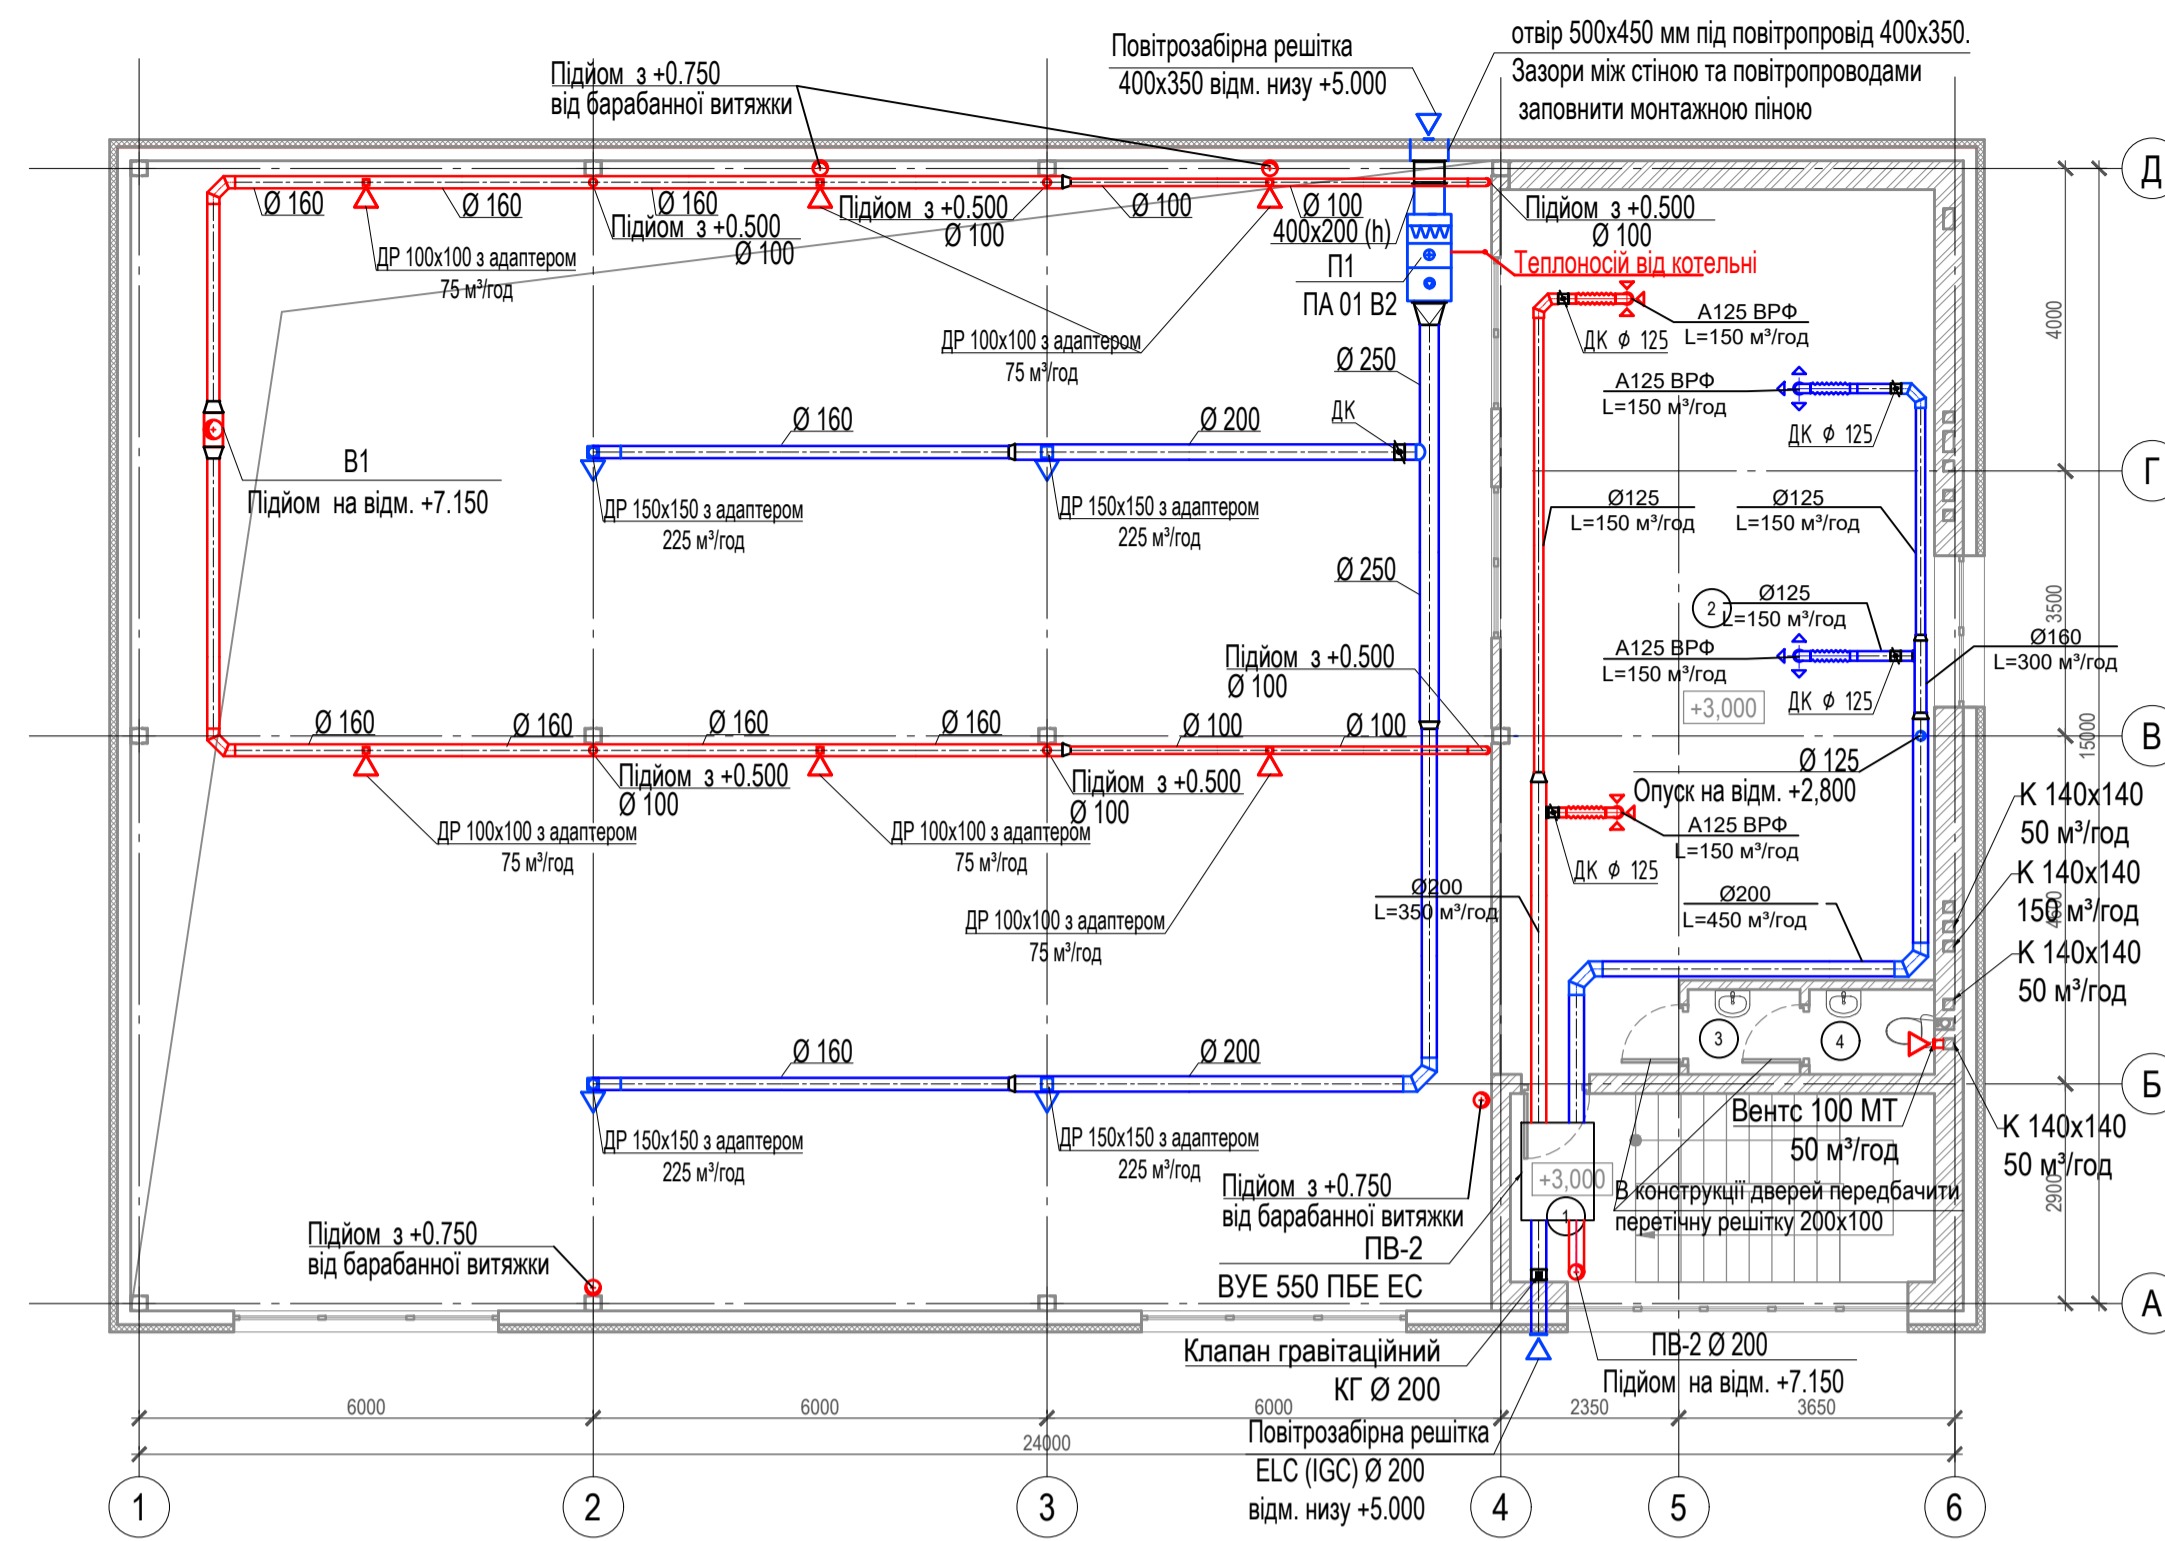 отвір 500х450 мм під повітропровід 400х350.
Зазори між стіною та повітропроводами
заповнити монтажною піною
Повітрозабірна решітка
400х350 відм. низу +5.000
Підйом з +0.750
від барабанної витяжки
Д
Ø 160
Ø 160
Ø 160
Підйом з +0.500
Ø 100
Підйом з +0.500
Ø 100
Ø 100
Ø 100
400х200 (h)
Підйом з +0.500
Ø 100
ДР 100х100 з адаптером
75 м³/год
П1
ПА 01 В2
Теплоносій від котельні
ДР 100х100 з адаптером
75 м³/год
А125 ВРФ
L=150 м³/год
ДК ϕ 125
4000
Ø 250
А125 ВРФ
L=150 м³/год
ДК ϕ 125
Ø 160
Ø 200
ДК
В1
Підйом на відм. +7.150
Г
ДР 150х150 з адаптером
225 м³/год
ДР 150х150 з адаптером
225 м³/год
Ø125
L=150 м³/год
Ø125
L=150 м³/год
Ø 250
2
Ø125
L=150 м³/год
3500
Ø160
L=300 м³/год
Підйом з +0.500
Ø 100
А125 ВРФ
L=150 м³/год
ДК ϕ 125
+3,000
Ø 160
Ø 160
Ø 160
Ø 160
Ø 100
Ø 100
15000
В
Ø 125
Опуск на відм. +2,800
Підйом з +0.500
Ø 100
Підйом з +0.500
Ø 100
К 140х140
50 м³/год
ДР 100х100 з адаптером
75 м³/год
ДР 100х100 з адаптером
75 м³/год
А125 ВРФ
L=150 м³/год
ДК ϕ 125
К 140х140
150 м³/год
Ø200
L=350 м³/год
Ø200
L=450 м³/год
ДР 100х100 з адаптером
75 м³/год
К 140х140
50 м³/год
3
4
Ø 160
Ø 200
Б
Вентс 100 МТ
50 м³/год
К 140х140
50 м³/год
ДР 150х150 з адаптером
225 м³/год
ДР 150х150 з адаптером
225 м³/год
+3,000
2900
1
Підйом з +0.750
від барабанної витяжки
В конструкції дверей передбачити
перетічну решітку 200х100
Підйом з +0.750
від барабанної витяжки
ПВ-2
ВУЕ 550 ПБЕ ЕС
А
Клапан гравітаційний
КГ Ø 200
ПВ-2 Ø 200
Підйом на відм. +7.150
6000
6000
6000
2350
3650
24000
Повітрозабірна решітка
ELC (IGC) Ø 200
відм. низу +5.000
1
2
3
4
5
6